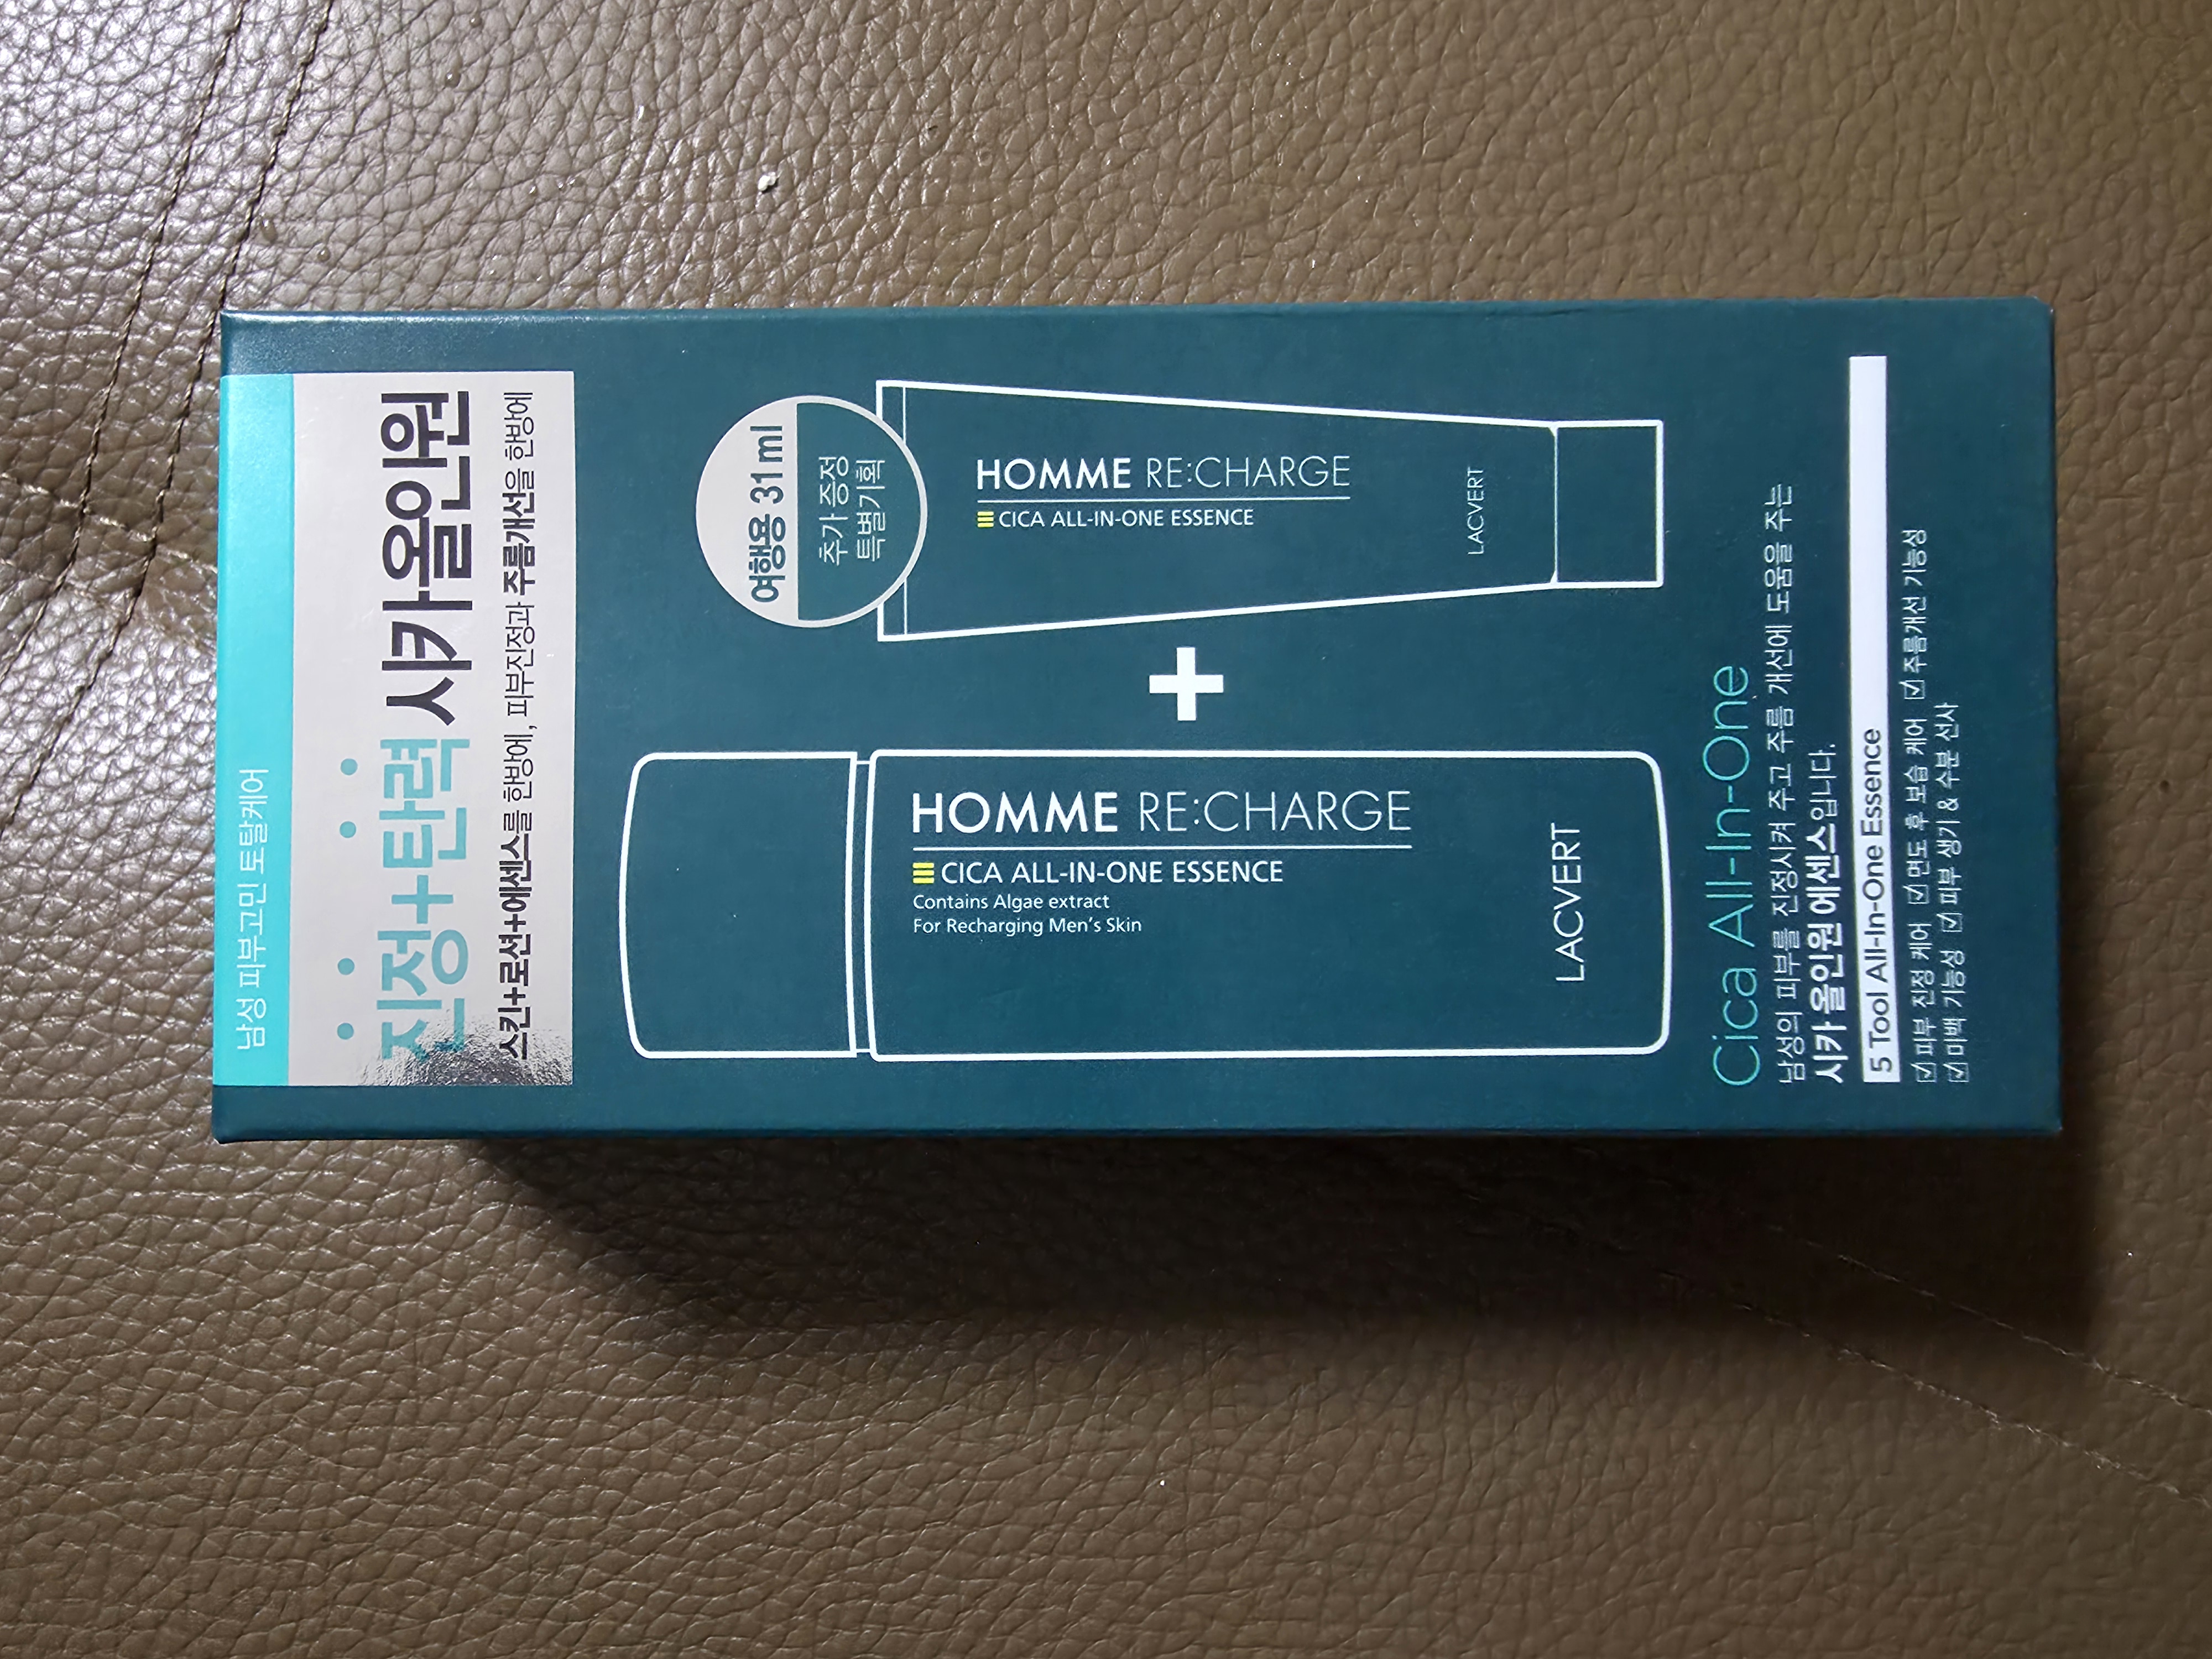 남성 피부고민 토탈케어
진정+탄력 시카올인원
스킨+로션+에센스를 한방에, 피부진정과 주름개선을 한방에
여행용 31ml
추가 증정
특별기획
HOMME RE:CHARGE
CICA ALL-IN-ONE ESSENCE
LACVERT
+
HOMME RE:CHARGE
CICA ALL-IN-ONE ESSENCE
Contains Algae extract
For Recharging Men's Skin
LACVERT
Cica All-In-One
남성의 피부를 진정시켜 주고 주름 개선에 도움을 주는
시카 올인원 에센스입니다.
5 Tool All-In-One Essence
☑ 피부 진정 케어 ☑ 면도 후 보습 케어 ☑ 주름개선 기능성
☑ 미백 기능성 ☑ 피부 생기 & 수분 선사